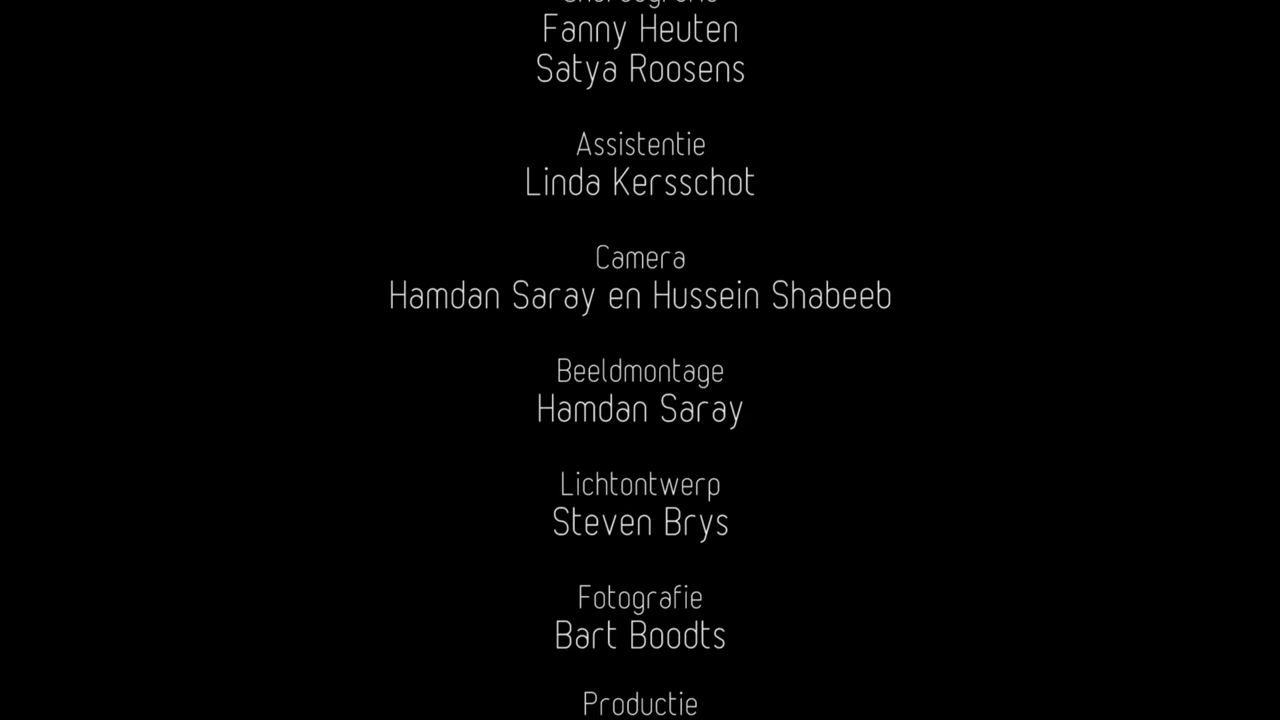 Fanny Heuten
Satya Roosens
Assistentie
Linda Kersschot
Camera
Hamdan Saray en Hussein Shabeeb
Beeldmontage
Hamdan Saray
Lichtontwerp
Steven Brys
Fotografie
Bart Boodts
Productie